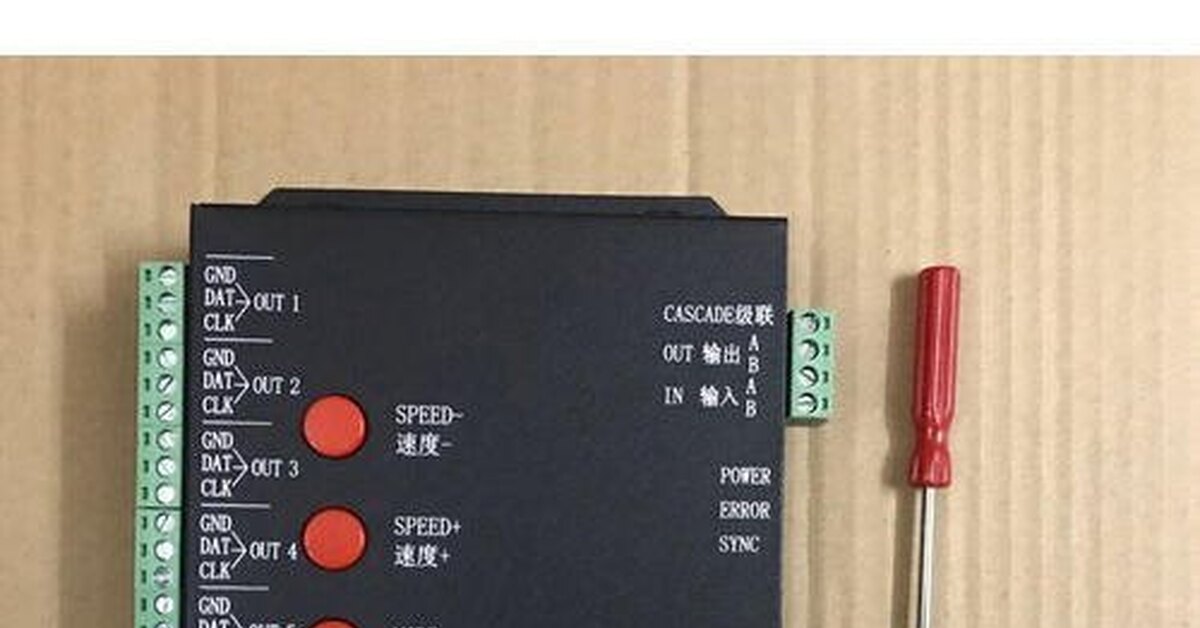 GND
DAT OUT 1
CLK
GND
DAT OUT 2
CLK
GND
DAT OUT 3
CLK
GND
DAT OUT 4
CLK
GND
DAT
SPEED-
速度-
SPEED+
速度+
CASCADE级联
OUT 输出 A
B
IN 输入 A
B
POWER
ERROR
SYNC